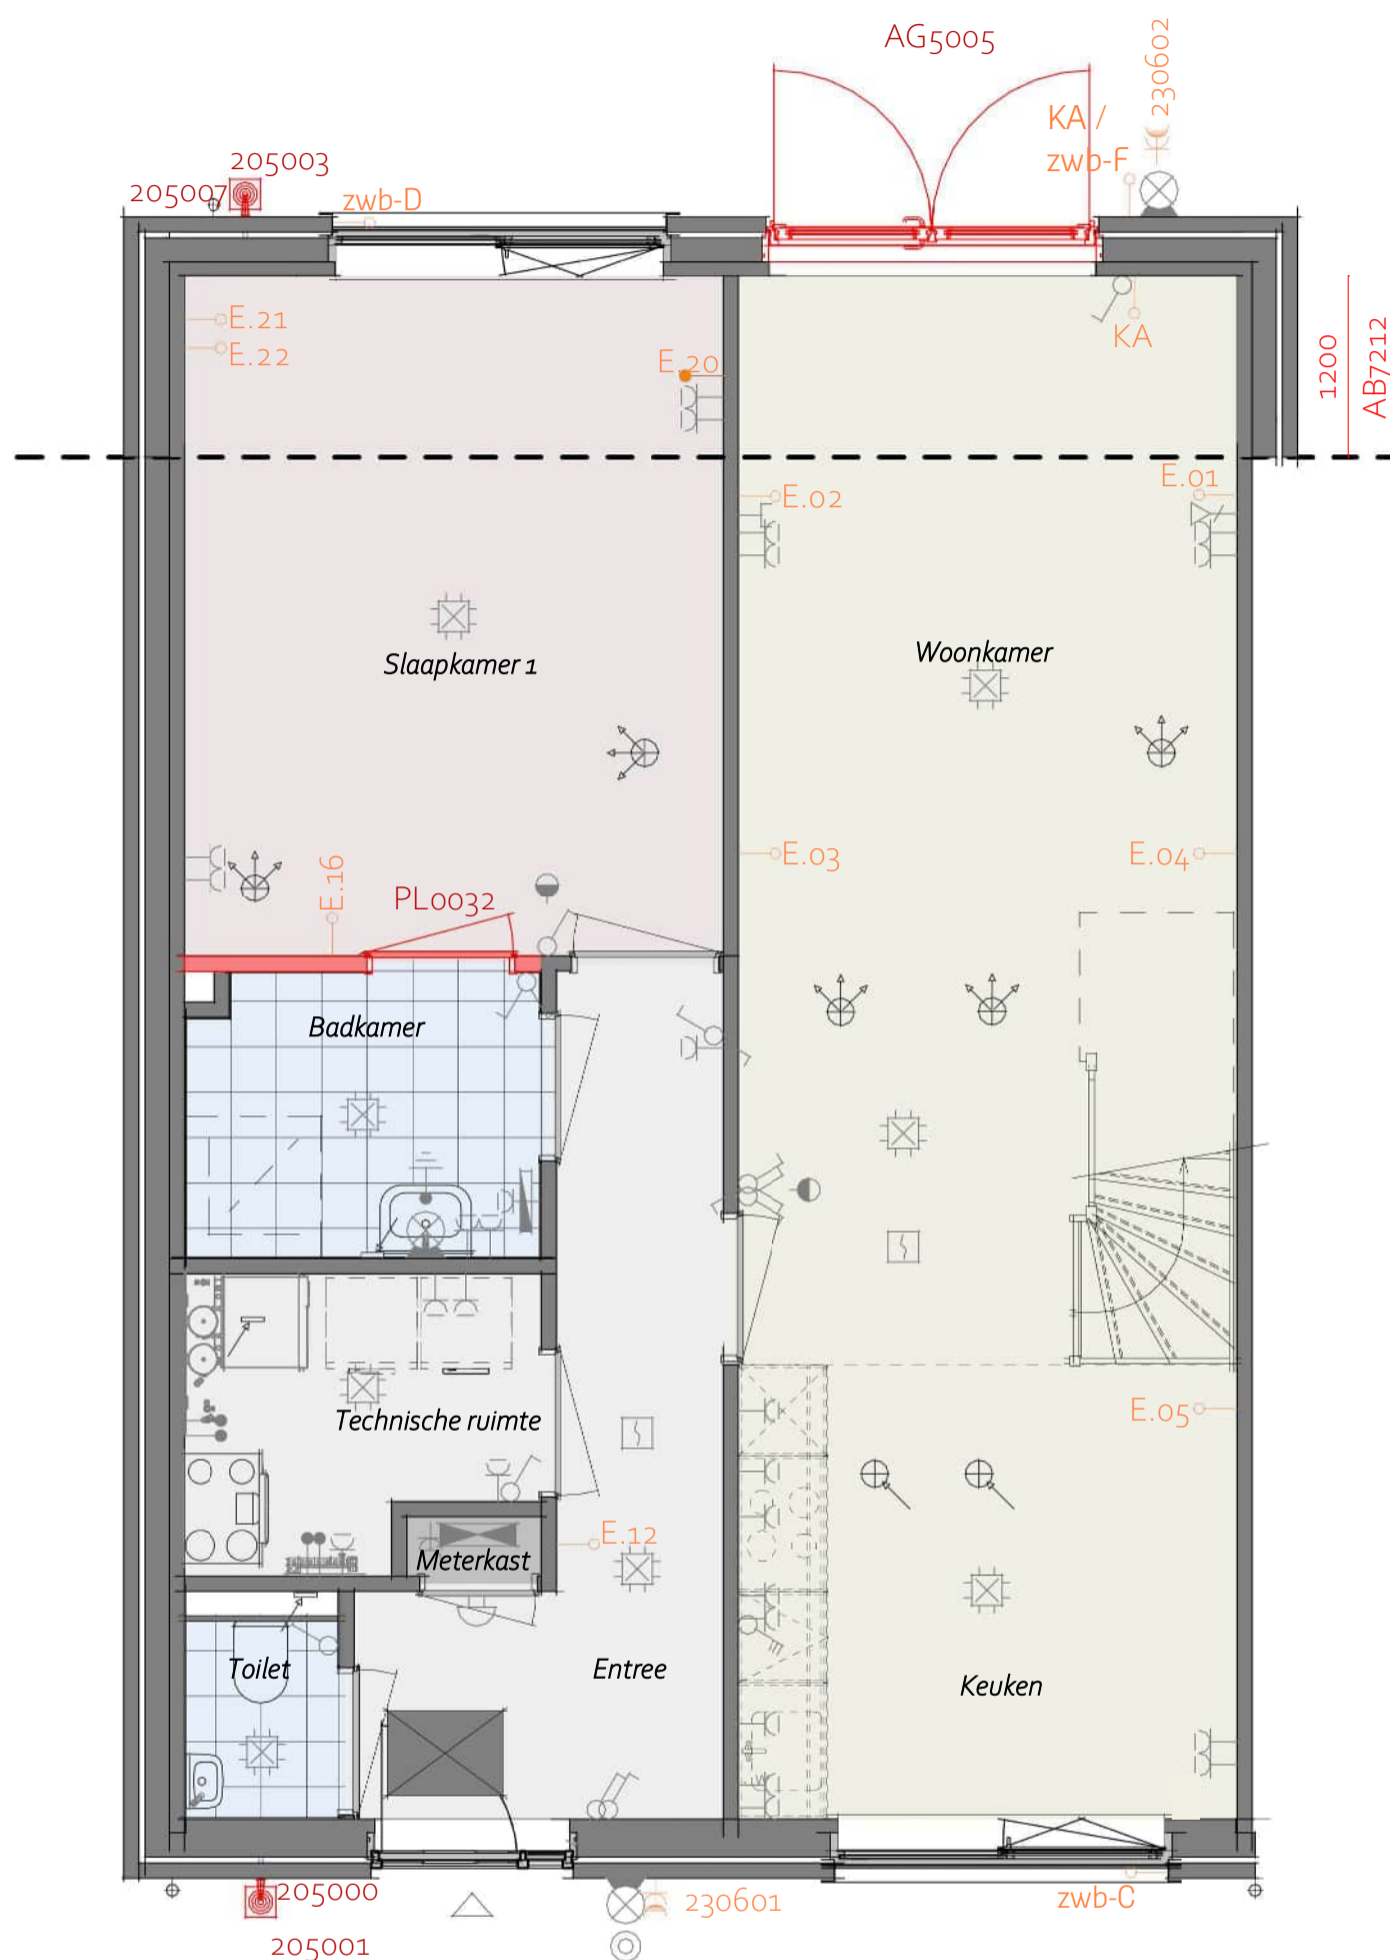 AG5005
230602
KA /
zwb-F
205003
205007
zwb-D
E.21
E.22
E.20
KA
1200
AB7212
E.02
E.01
Slaapkamer 1
Woonkamer
E.03
E.04
E.16
PL0032
Badkamer
Technische ruimte
E.05
E.12
Meterkast
Toilet
Entree
Keuken
205000
230601
zwb-C
205001